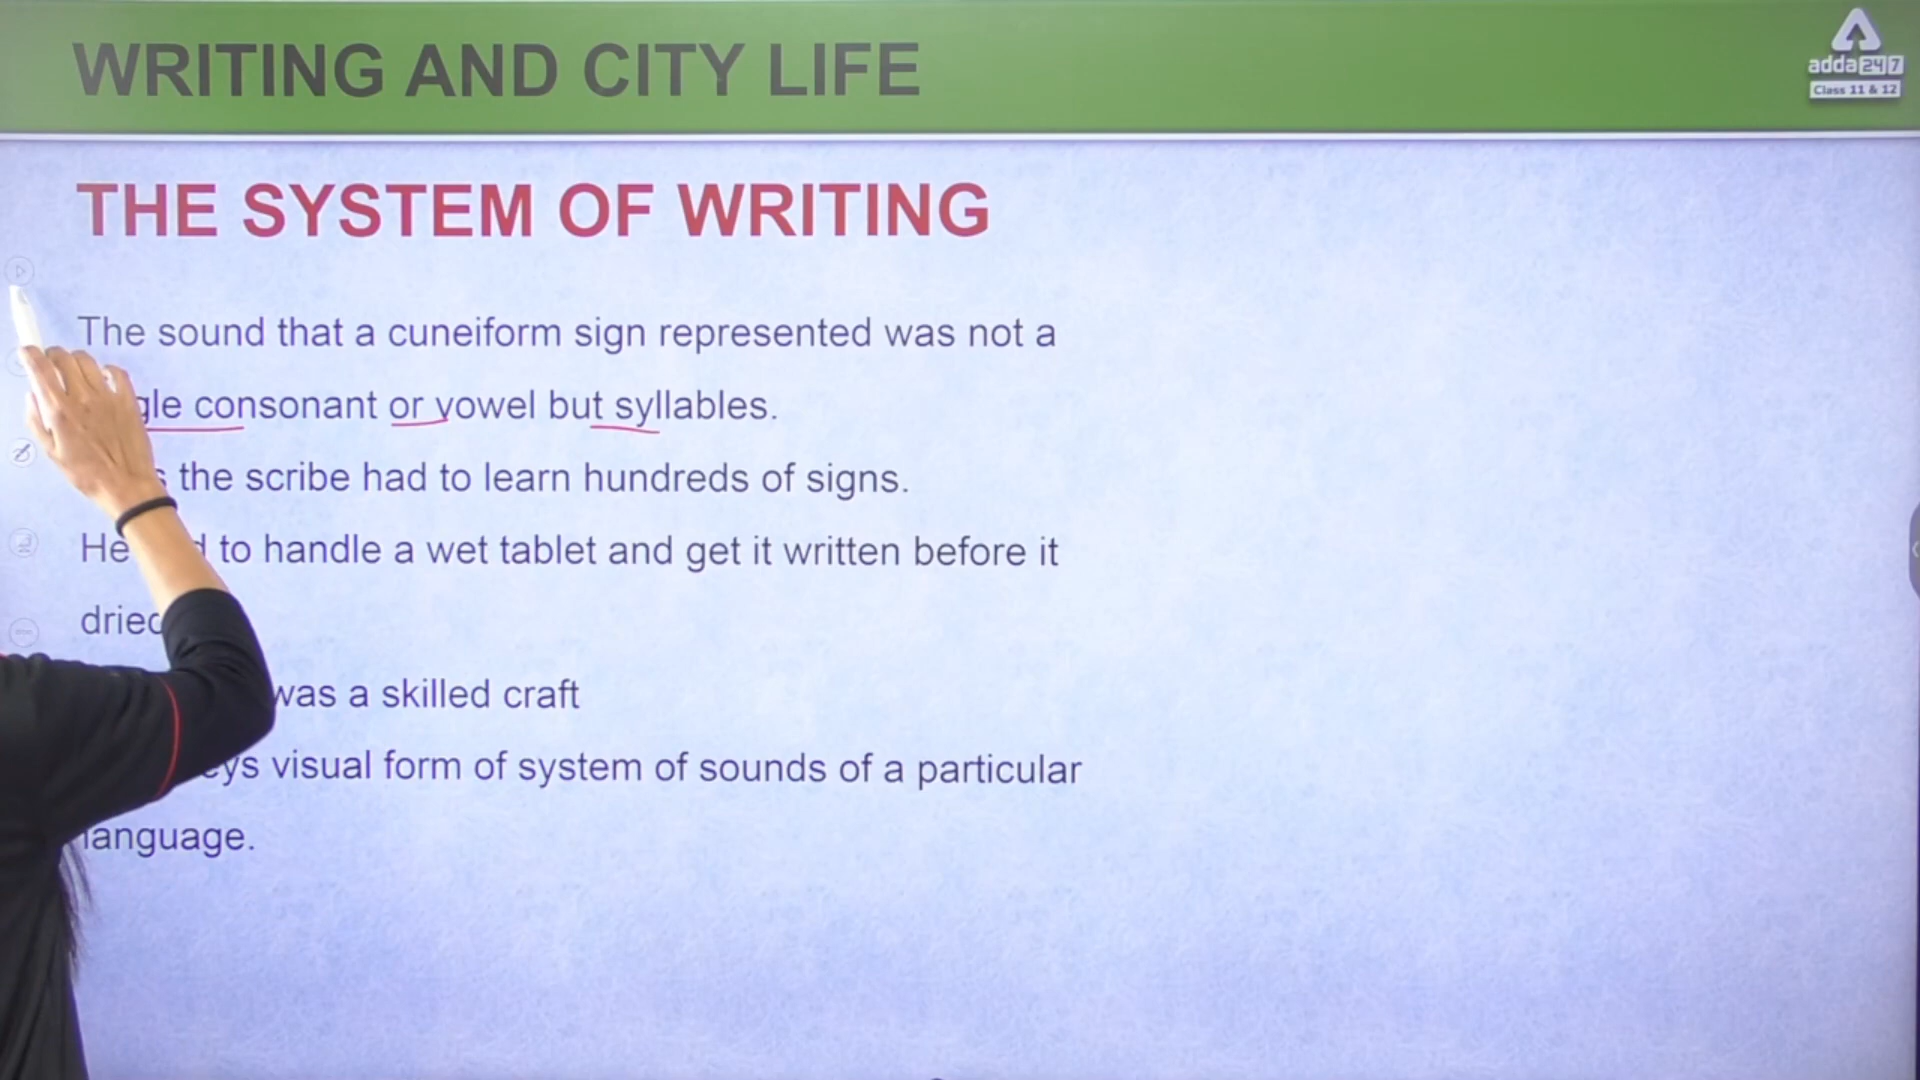 WRITING AND CITY LIFE
adda247
Class 11 & 12
THE SYSTEM OF WRITING
The sound that a cuneiform sign represented was not a
consonant or vowel but syllables.
the scribe had to learn hundreds of signs.
He to handle a wet tablet and get it written before it
was a skilled craft
visual form of system of sounds of a particular
language.